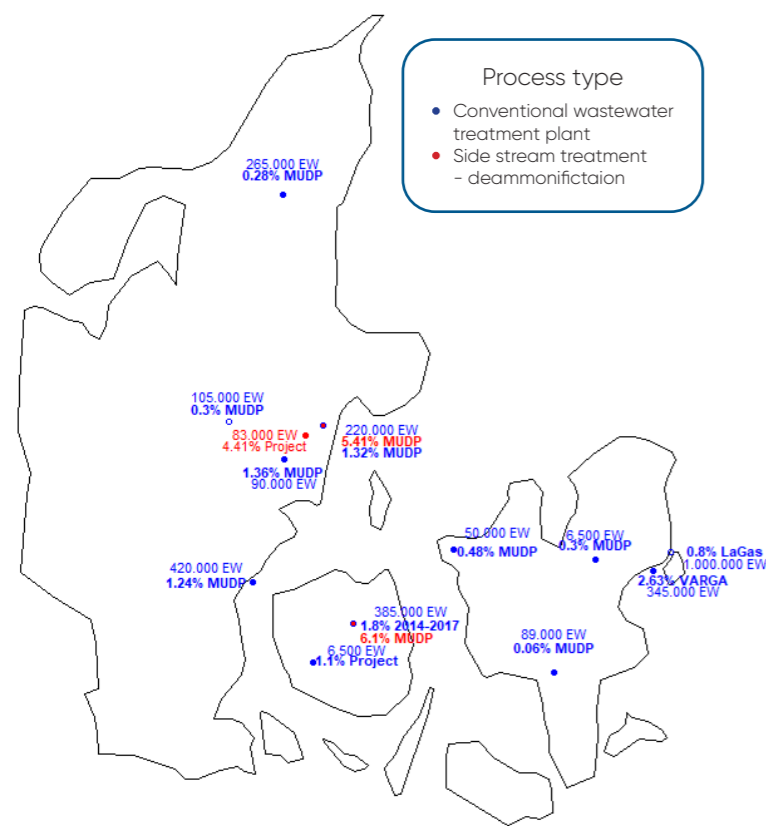 Process type
Conventional wastewater
treatment plant
Side stream treatment
- deammonifictaion
265.000 EW
0.28% MUDP
105.000 EW
0.3% MUDP
83.000 EW
4.41% Project
220.000 EW
5.41% MUDP
1.32% MUDP
1.36% MUDP
90.000 EW
50.000 EW
0.48% MUDP
6.500 EW
0.3% MUDP
0.8% LaGas
1.000.000 EW
2.63% VARGA
345.000 EW
420.000 EW
1.24% MUDP
385.000 EW
1.8% 2014-2017
6.1% MUDP
6.500 EW
1.1% Project
89.000 EW
0.06% MUDP